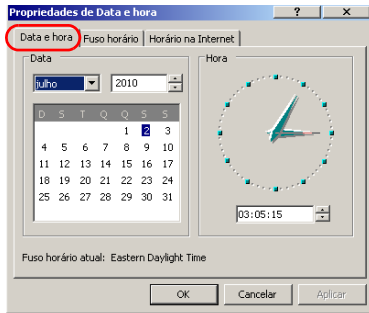 Propriedades de Data e hora
Data e hora Fuso horário Horário na Internet
Data
Hora
julho 2010
D S T Q Q S S
1 2 3
4 5 6 7 8 9 10
11 12 13 14 15 16 17
18 19 20 21 22 23 24
25 26 27 28 29 30 31
03:05:15
Fuso horário atual: Eastern Daylight Time
OK Cancelar Aplicar